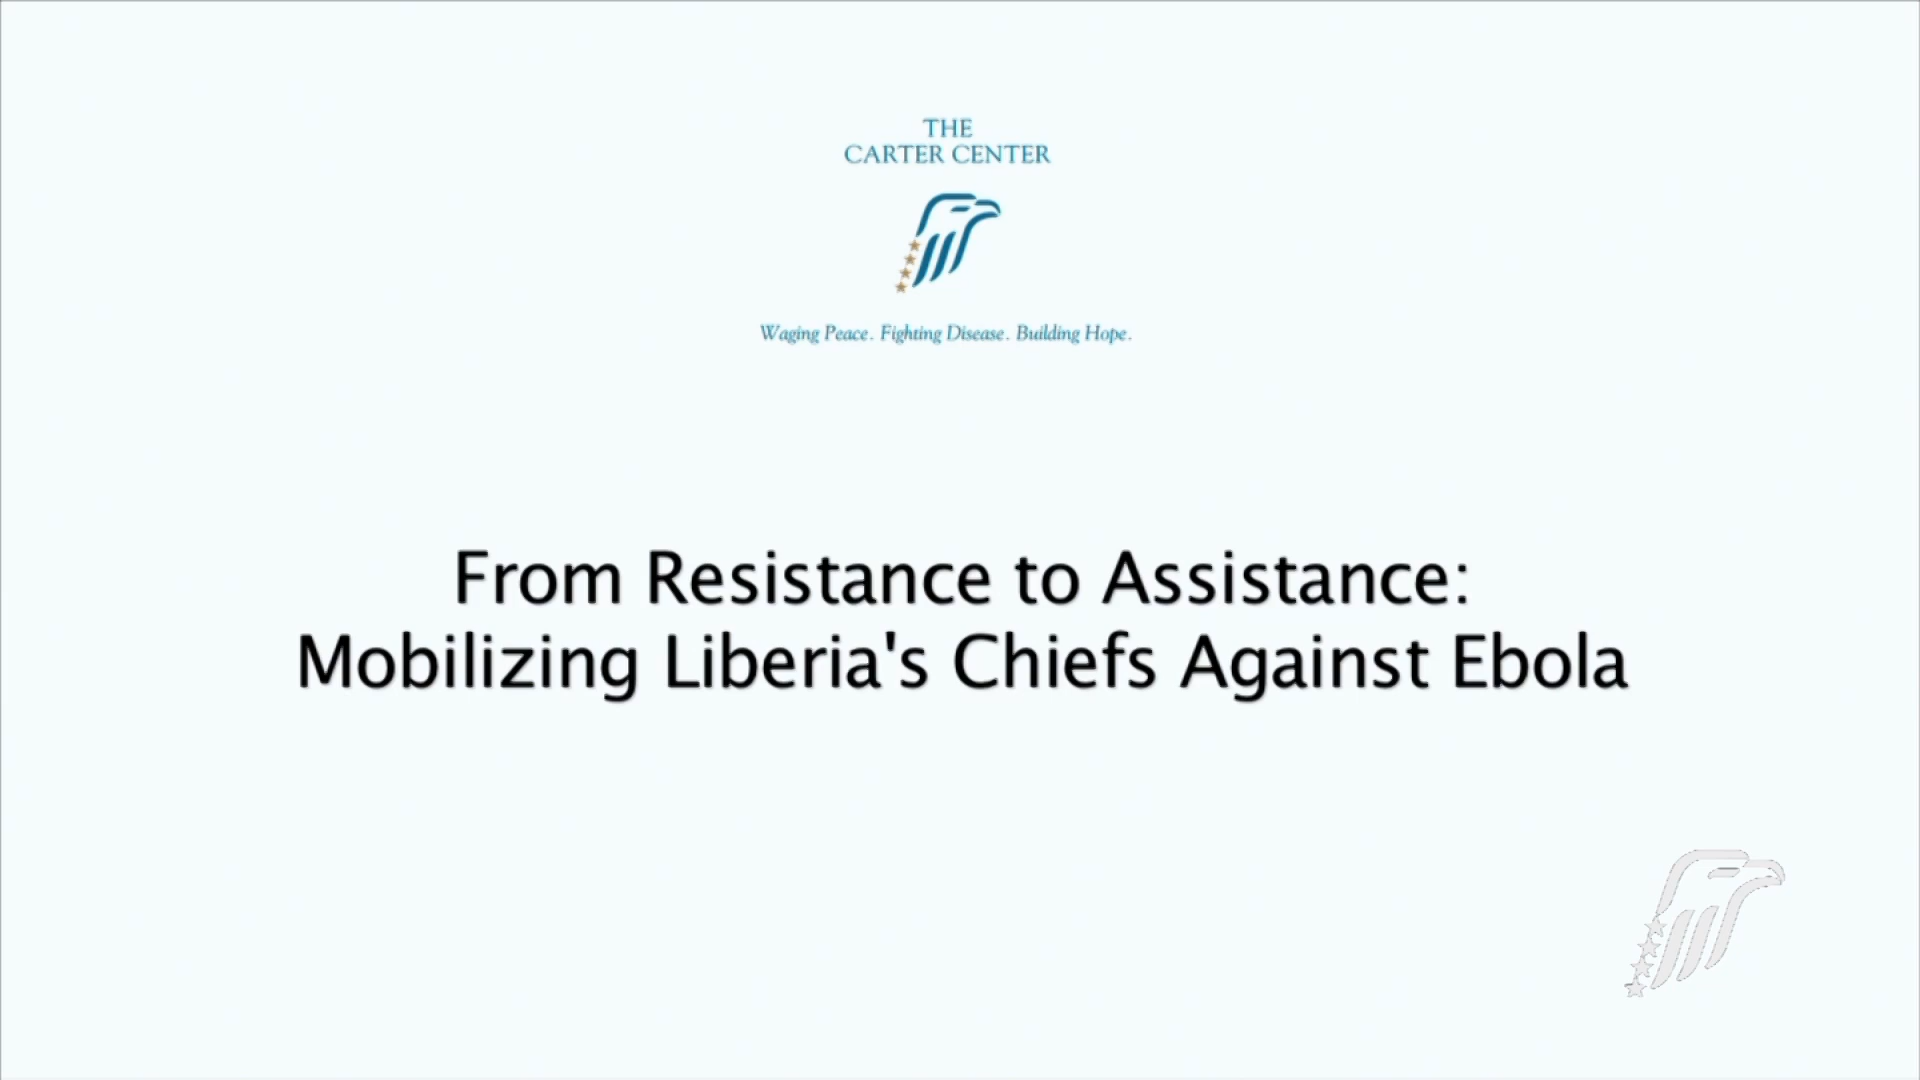 THE
CARTER CENTER
Waging Peace. Fighting Disease. Building Hope.
From Resistance to Assistance:
Mobilizing Liberia's Chiefs Against Ebola